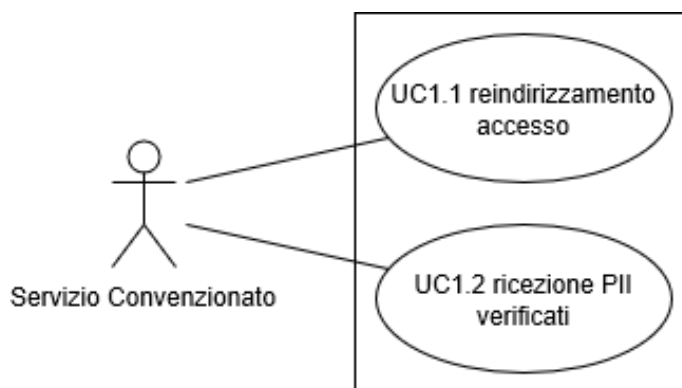 UC1.1 reindirizzamento
accesso
Servizio Convenzionato
UC1.2 ricezione PII
verificati